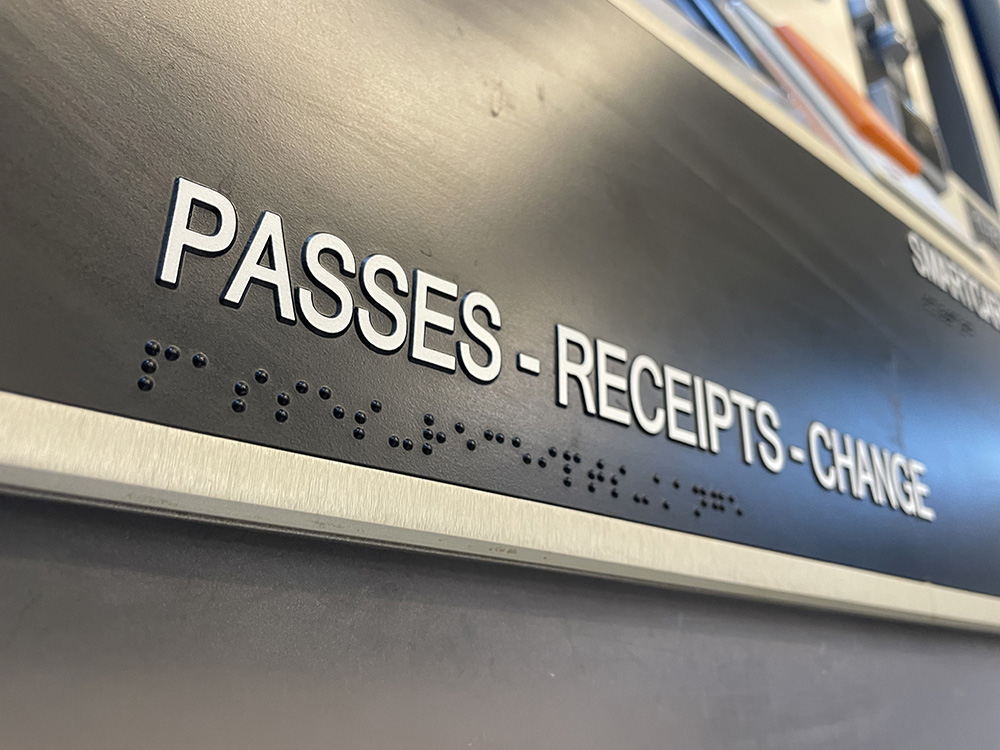 PASSES - RECEIPTS - CHANGE